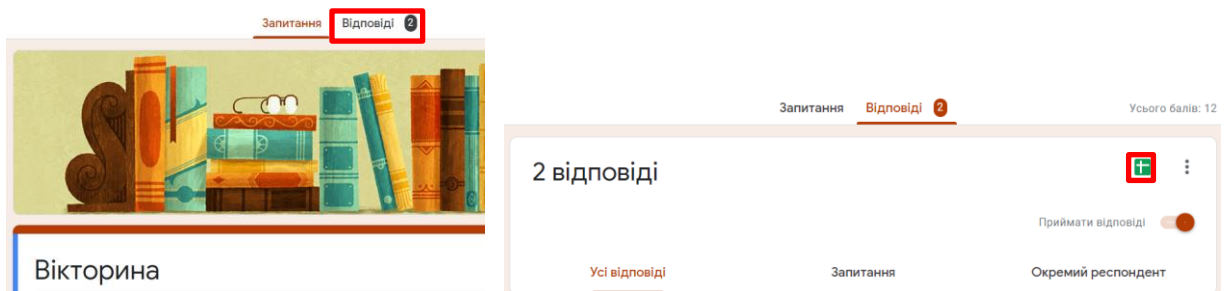 Запитання Відповіді 2
Вікторина
Запитання Відповіді 2 Усього балів: 12
2 відповіді
Приймати відповіді
Усі відповіді Запитання Окремий респондент